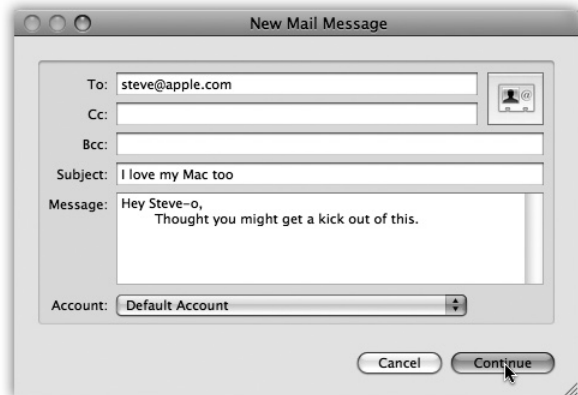 New Mail Message
To: steve@apple.com
Cc:
Bcc:
Subject: I love my Mac too
Message: Hey Steve-o,
Thought you might get a kick out of this.
Account: Default Account
Cancel Continue